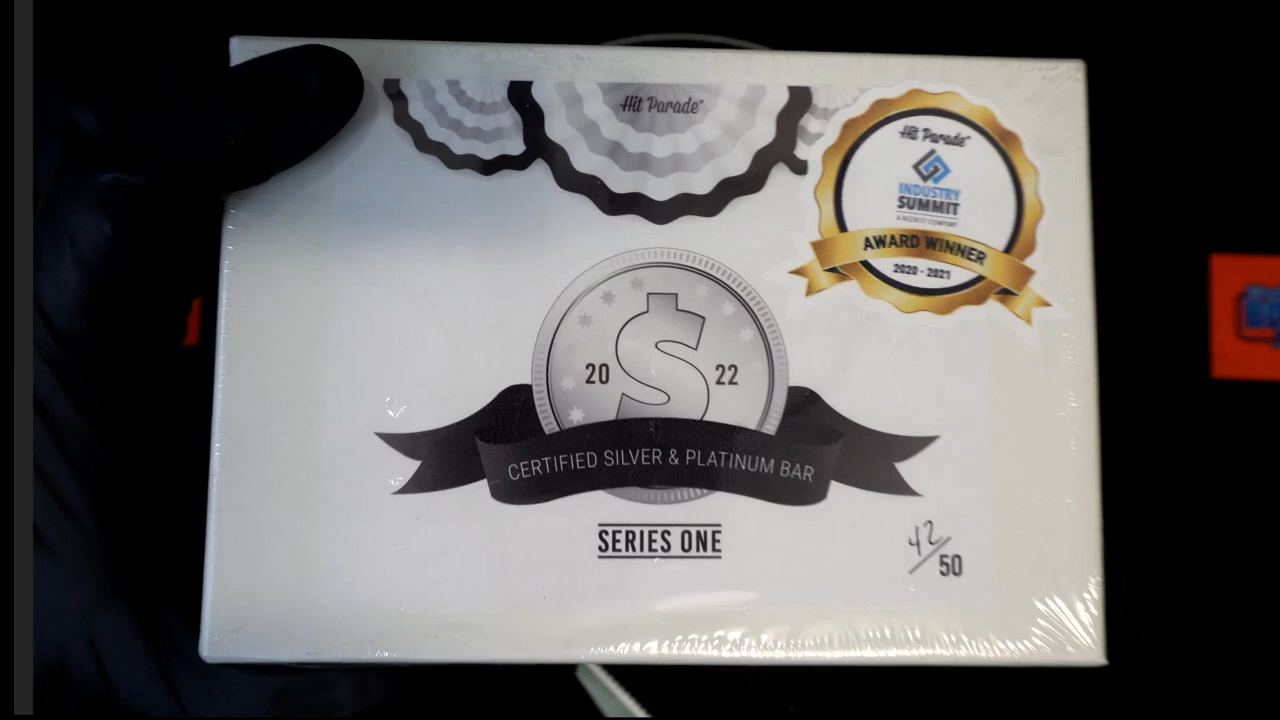 Hit Parade®
Hit Parade
INDUSTRY
SUMMIT
AWARD WINNER
2020 - 2021
20 22
CERTIFIED SILVER & PLATINUM BAR
SERIES ONE
42/50